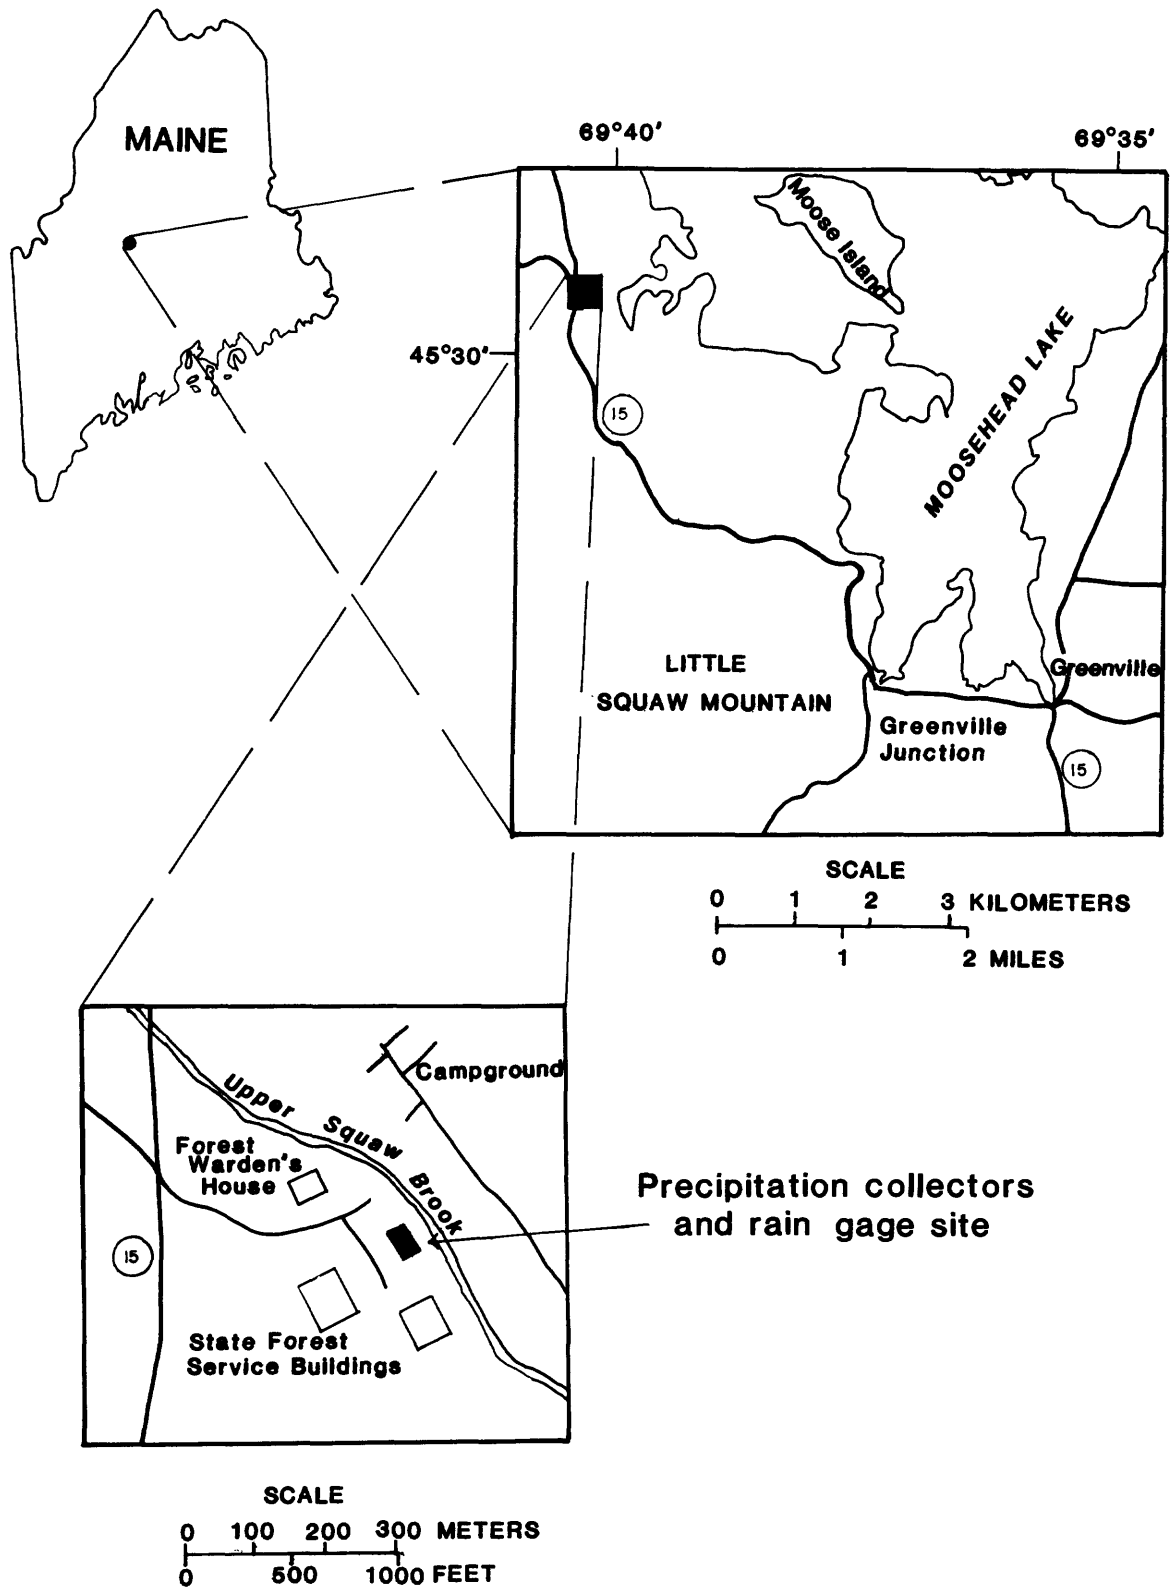 MAINE
69°40'
69°35'
45°30'
Moose Island
MOOSEHEAD LAKE
15
LITTLE
SQUAW MOUNTAIN
Greenville
Greenville
Junction
15
SCALE
0 1 2 3 KILOMETERS
0 1 2 MILES
Campground
Upper Squaw Brook
Forest
Warden's
House
15
State Forest
Service Buildings
Precipitation collectors
and rain gage site
SCALE
0 100 200 300 METERS
0 500 1000 FEET